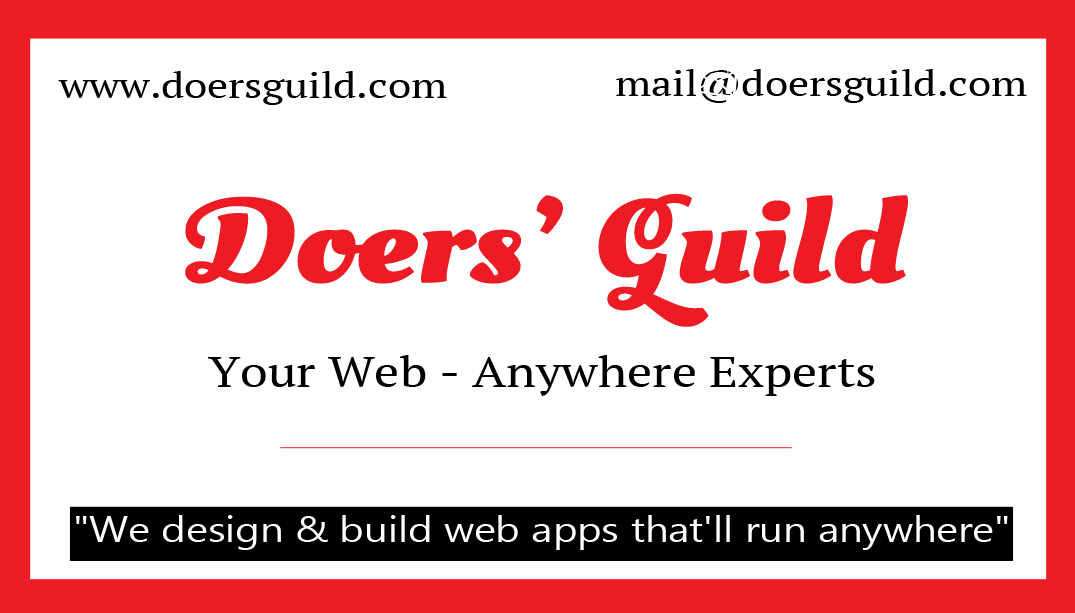 www.doersguild.com
mail@doersguild.com
Doers’ Guild
Your Web - Anywhere Experts
"We design & build web apps that'll run anywhere"